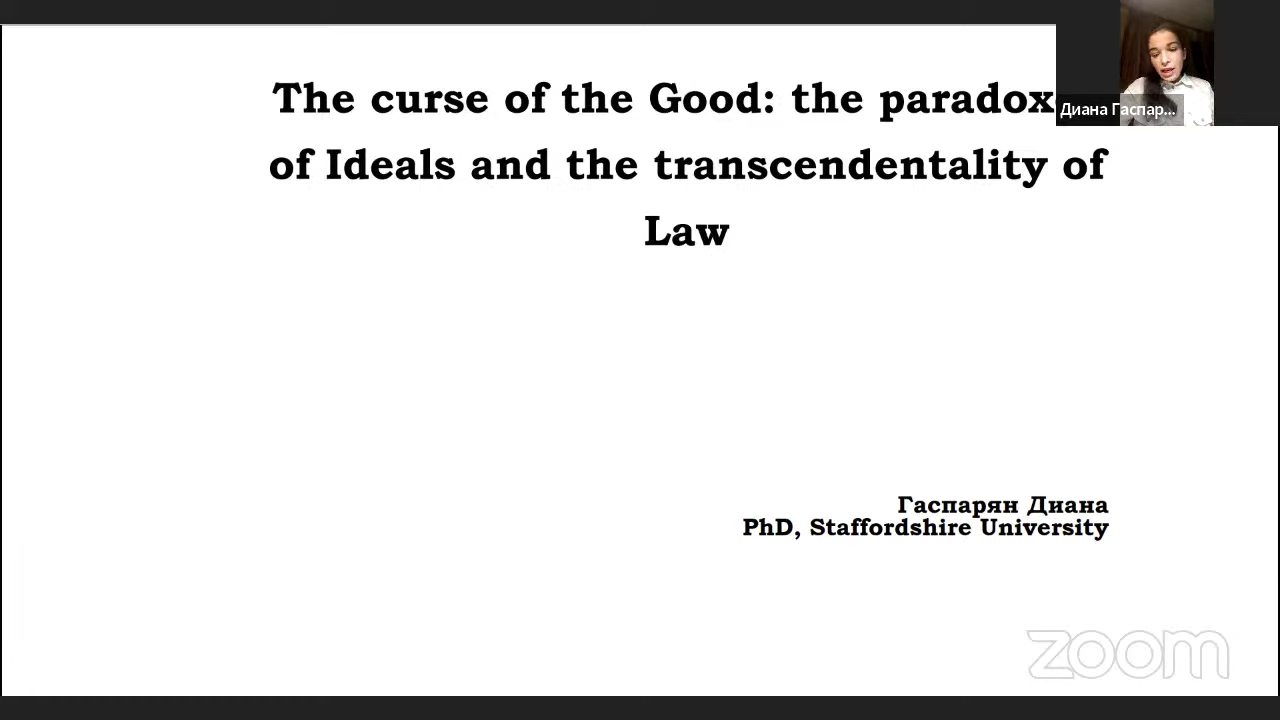 The curse of the Good: the paradox
of Ideals and the transcendentality of
Law
Диана Гаспар...
Гаспарян Диана
PhD, Staffordshire University
zoom